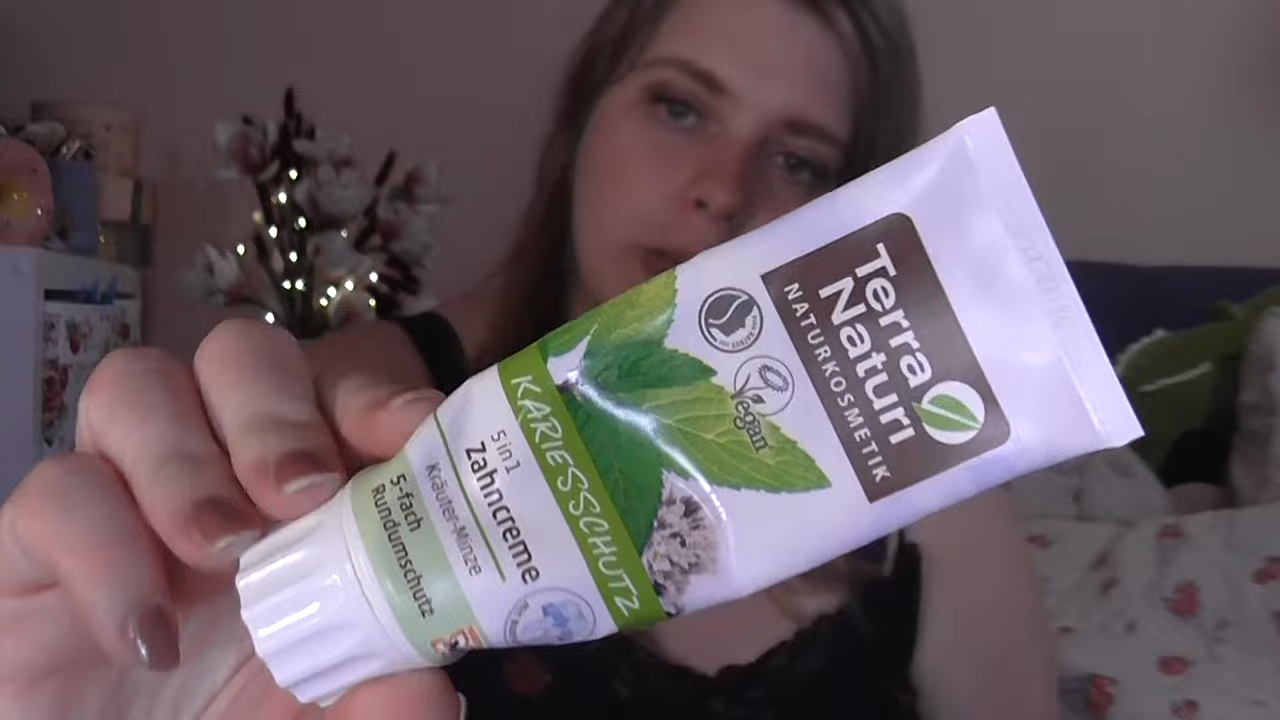 Terra
Naturi
NATURKOSMETIK
Vegan
KARIESSCHUTZ
5 in 1
Zahncreme
Kräuter-Minze
5-fach
Rundumschutz